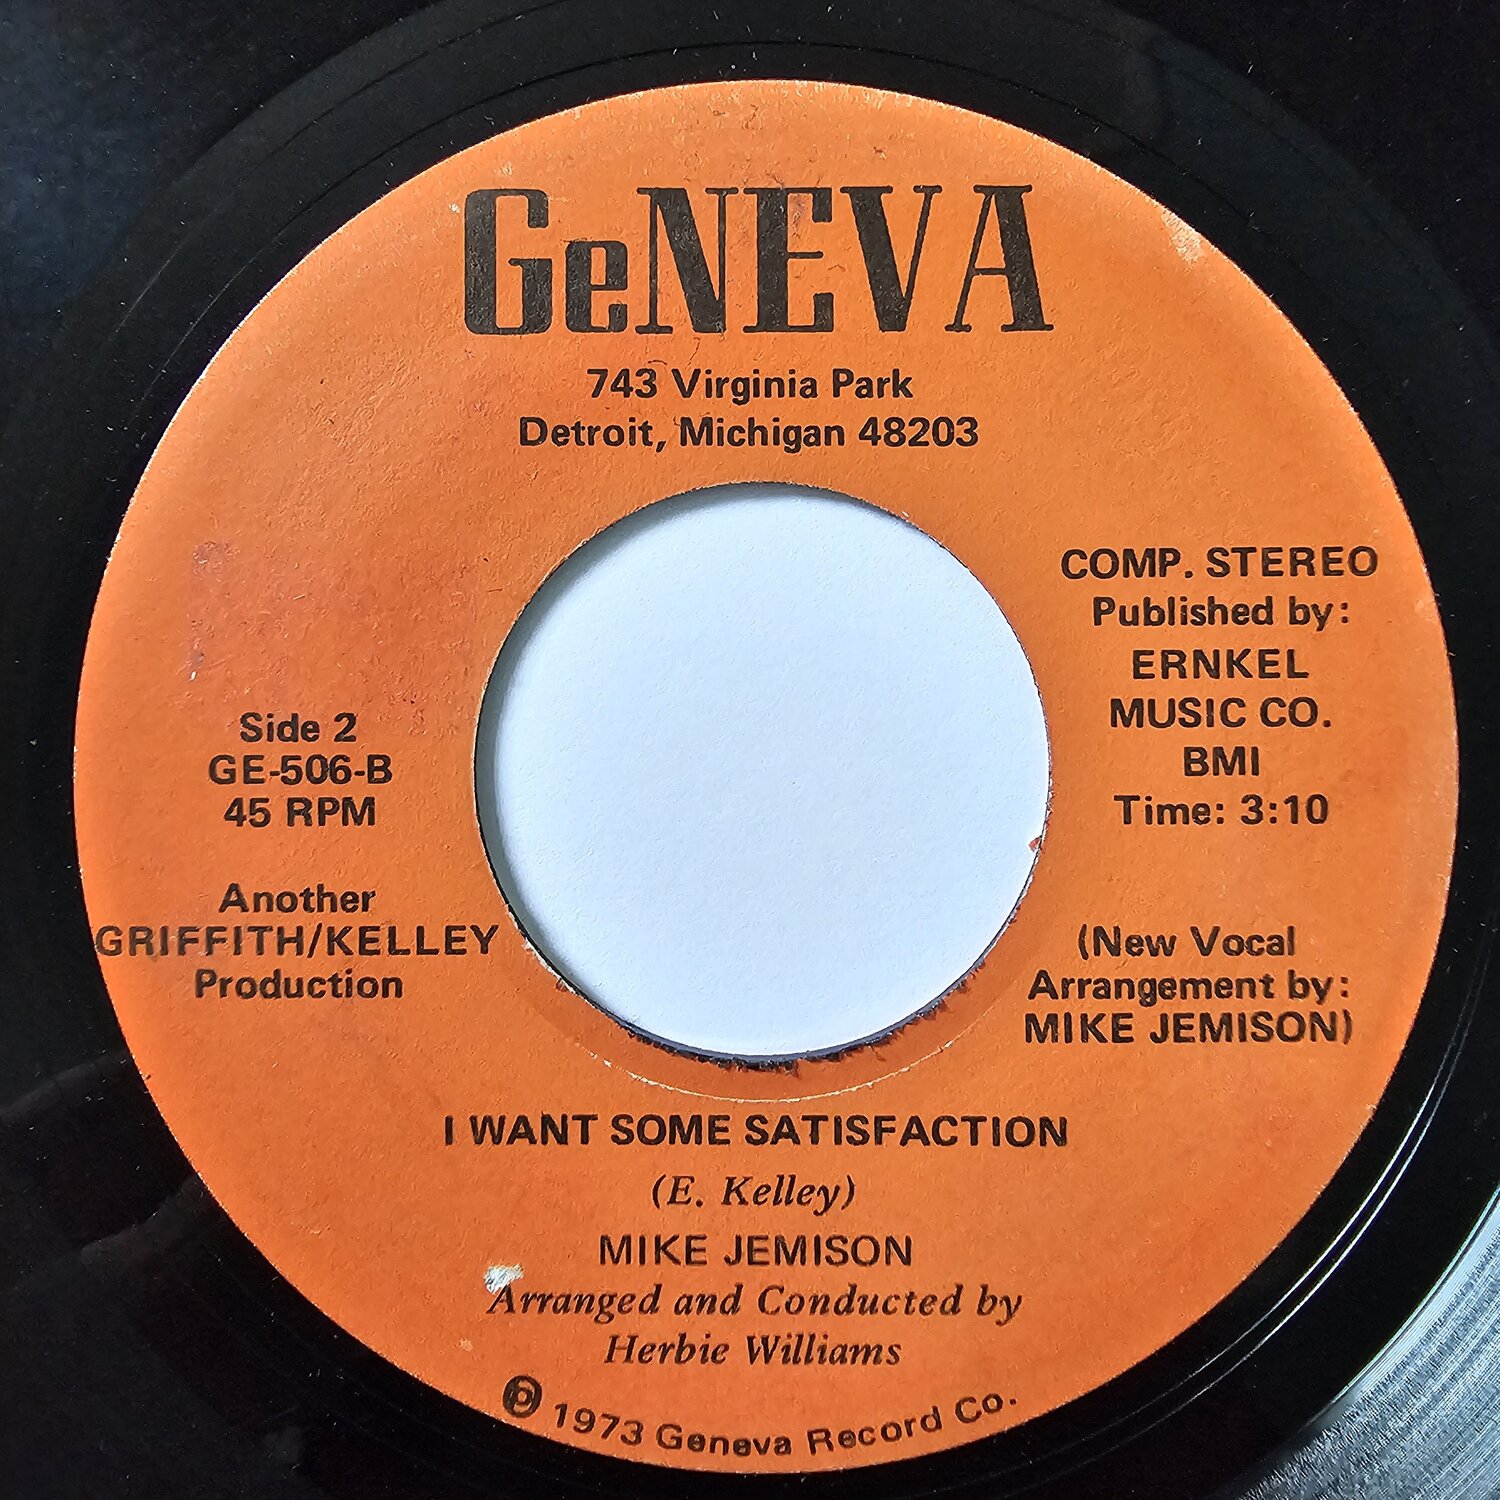 GeNEVA
743 Virginia Park
Detroit, Michigan 48203
COMP. STEREO
Published by:
ERNKEL
MUSIC CO.
BMI
Time: 3:10
Side 2
GE-506-B
45 RPM
Another
GRIFFITH/KELLEY
Production
(New Vocal
Arrangement by:
MIKE JEMISON)
I WANT SOME SATISFACTION
(E. Kelley)
MIKE JEMISON
Arranged and Conducted by
Herbie Williams
℗ 1973 Geneva Record Co.